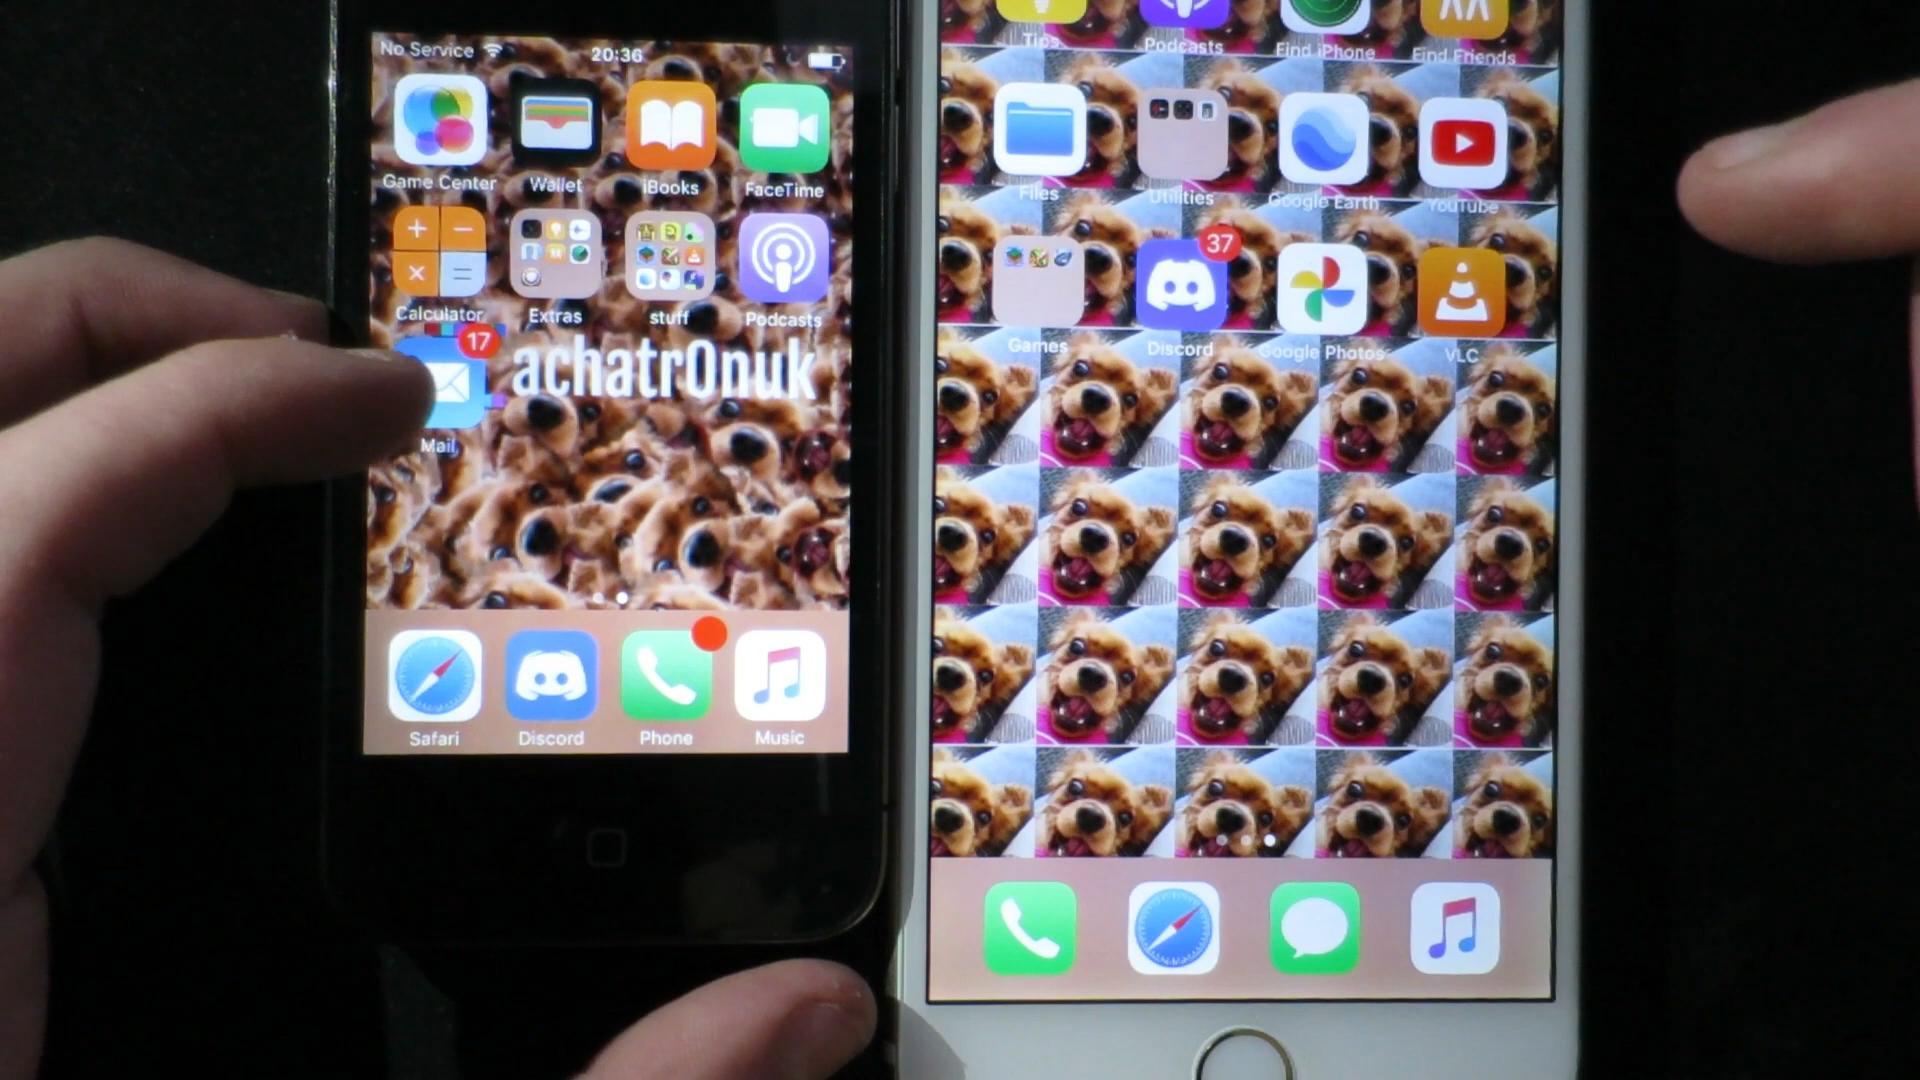 No Service 20:36
Game Center Wallet iBooks FaceTime
Calculator Extras stuff Podcasts
17
achatr0nuk
Mail
Safari Discord Phone Music
Tips Podcasts Find iPhone Find Friends
Files Utilities Google Earth YouTube
37
Games Discord Google Photos VLC